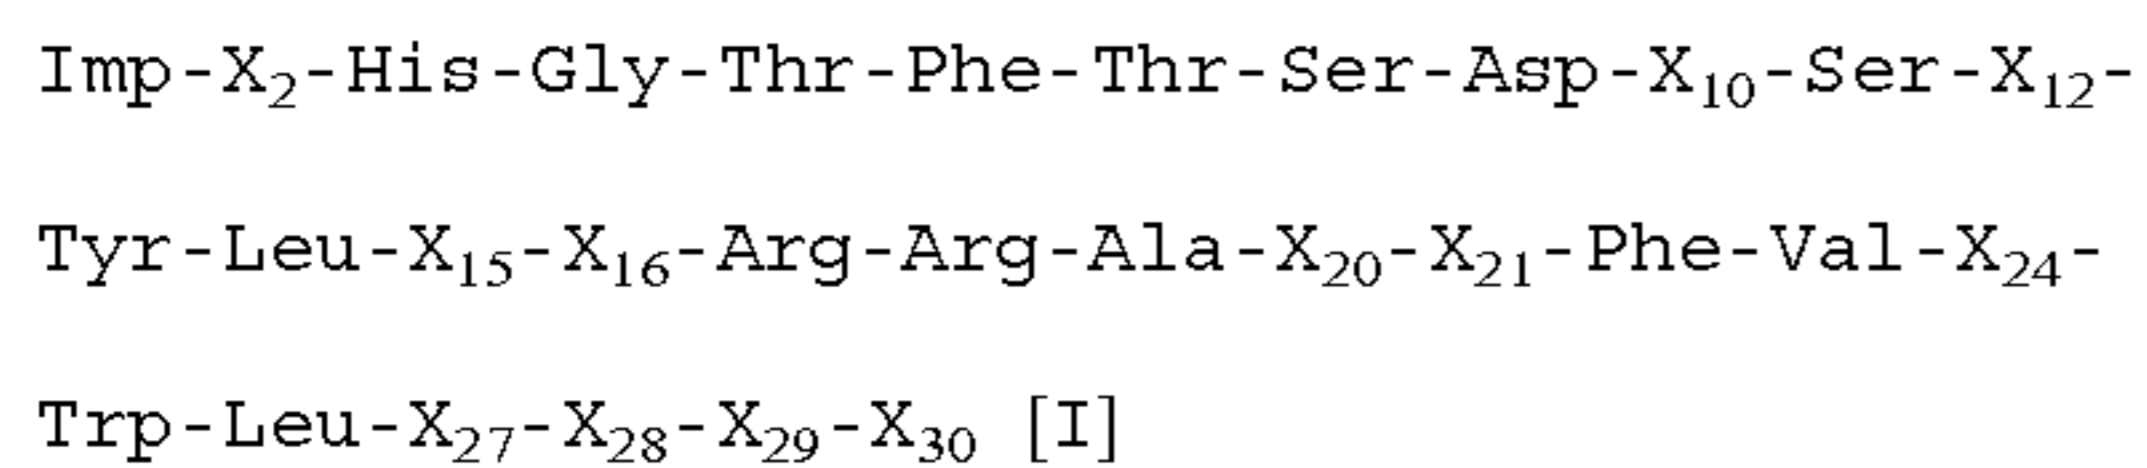 Imp-X₂-His-Gly-Thr-Phe-Thr-Ser-Asp-X₁₀-Ser-X₁₂-
Tyr-Leu-X₁₅-X₁₆-Arg-Arg-Ala-X₂₀-X₂₁-Phe-Val-X₂₄-
Trp-Leu-X₂₇-X₂₈-X₂₉-X₃₀ [I]